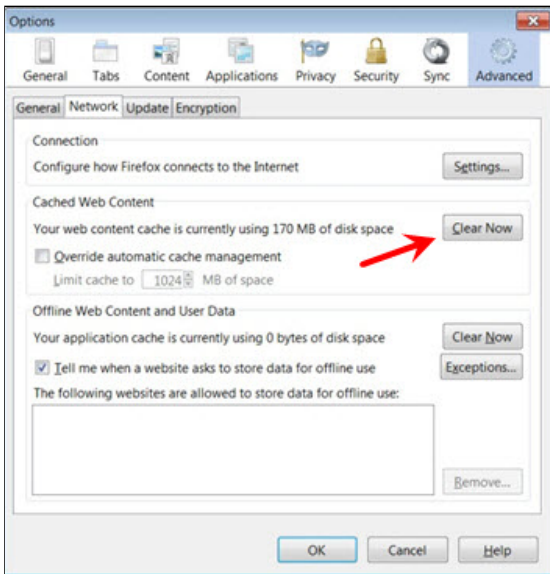 Options
General Tabs Content Applications Privacy Security Sync Advanced
General Network Update Encryption
Connection
Configure how Firefox connects to the Internet Settings...
Cached Web Content
Your web content cache is currently using 170 MB of disk space Clear Now
Override automatic cache management
Limit cache to 1024 MB of space
Offline Web Content and User Data
Your application cache is currently using 0 bytes of disk space Clear Now
Tell me when a website asks to store data for offline use Exceptions...
The following websites are allowed to store data for offline use:
Remove...
OK Cancel Help